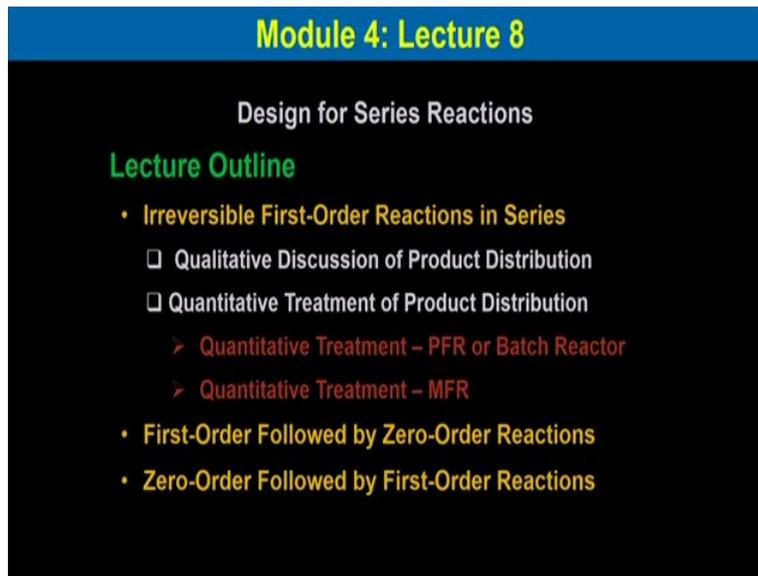 Module 4: Lecture 8
Design for Series Reactions
Lecture Outline
• Irreversible First-Order Reactions in Series
❑ Qualitative Discussion of Product Distribution
❑ Quantitative Treatment of Product Distribution
➢ Quantitative Treatment – PFR or Batch Reactor
➢ Quantitative Treatment – MFR
• First-Order Followed by Zero-Order Reactions
• Zero-Order Followed by First-Order Reactions